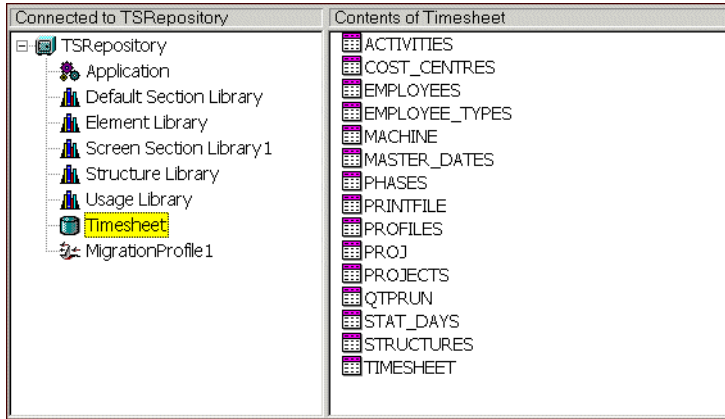 Connected to TSRepository
TSRepository
Application
Default Section Library
Element Library
Screen Section Library1
Structure Library
Usage Library
Timesheet
MigrationProfile1
Contents of Timesheet
ACTIVITIES
COST_CENTRES
EMPLOYEES
EMPLOYEE_TYPES
MACHINE
MASTER_DATES
PHASES
PRINTFILE
PROFILES
PROJ
PROJECTS
QTPRUN
STAT_DAYS
STRUCTURES
TIMESHEET